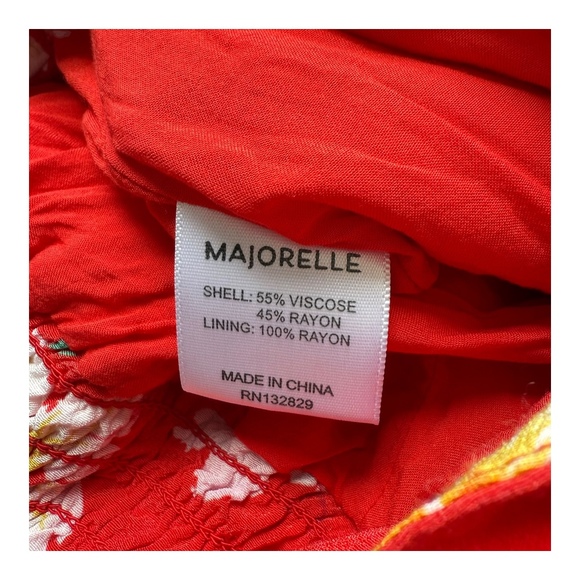 MAJORELLE
SHELL: 55% VISCOSE
45% RAYON
LINING: 100% RAYON
MADE IN CHINA
RN132829